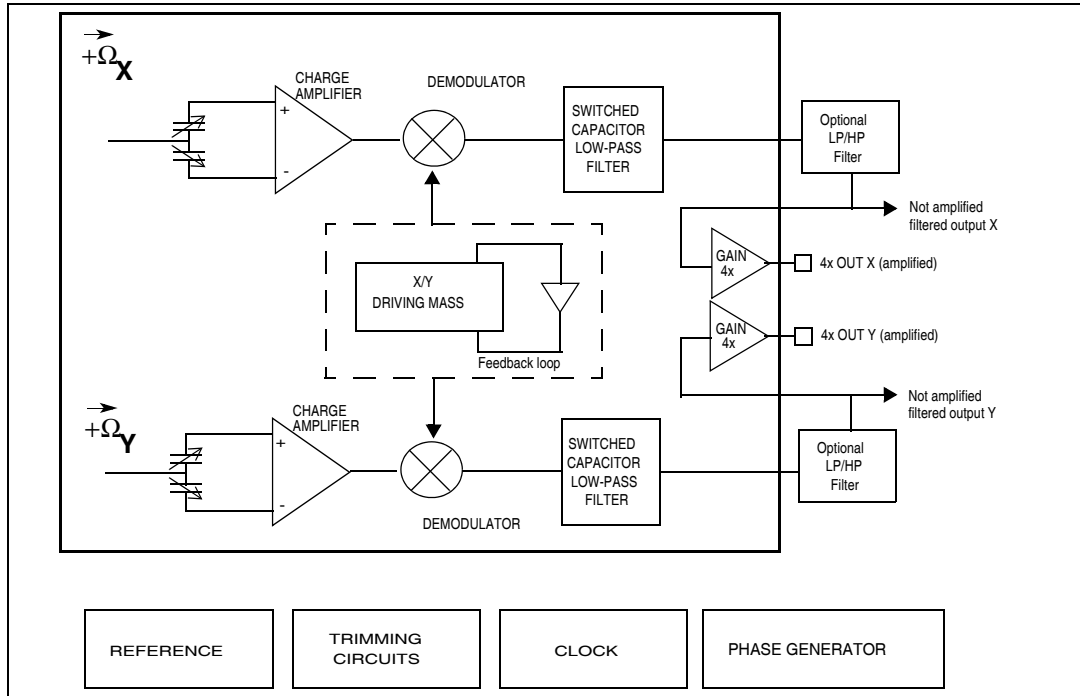 +Ω X
CHARGE
AMPLIFIER
+
-
DEMODULATOR
SWITCHED
CAPACITOR
LOW-PASS
FILTER
Optional
LP/HP
Filter
Not amplified
filtered output X
GAIN
4x
4x OUT X (amplified)
X/Y
DRIVING MASS
Feedback loop
GAIN
4x
4x OUT Y (amplified)
Not amplified
filtered output Y
+Ω Y
CHARGE
AMPLIFIER
+
-
DEMODULATOR
SWITCHED
CAPACITOR
LOW-PASS
FILTER
Optional
LP/HP
Filter
REFERENCE
TRIMMING
CIRCUITS
CLOCK
PHASE GENERATOR